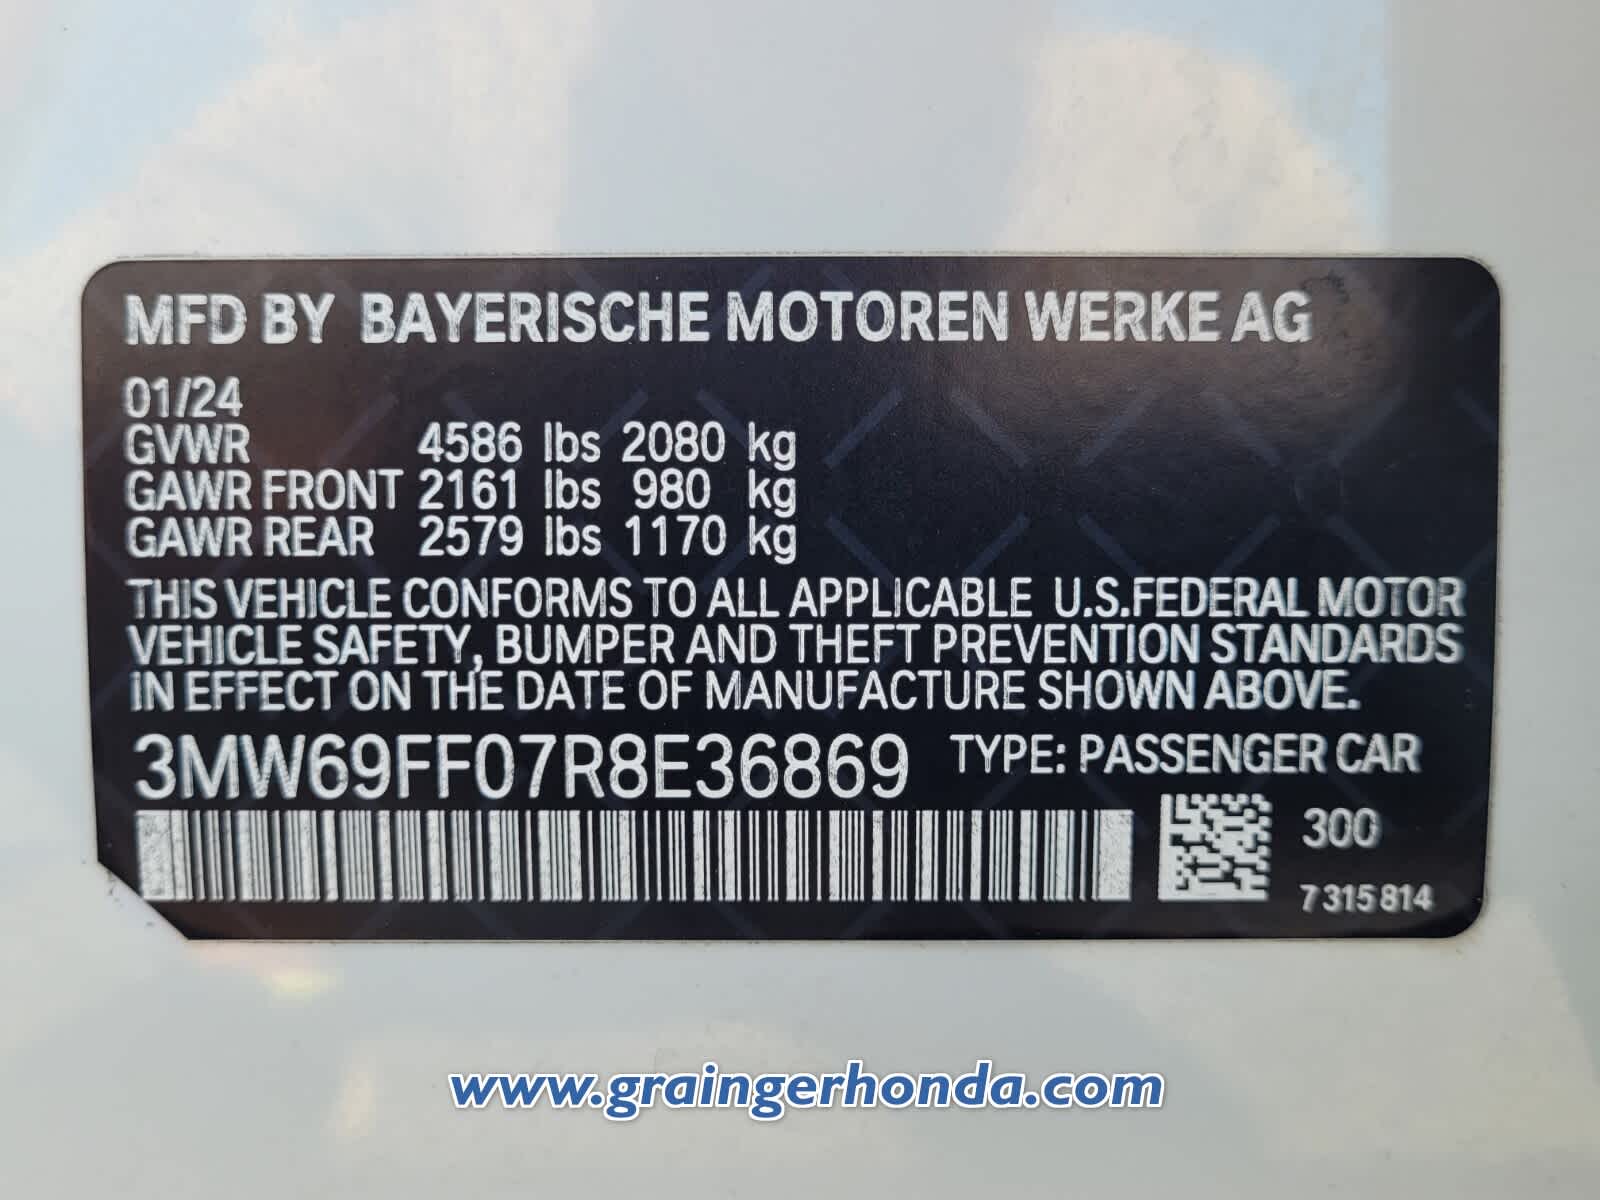 MFD BY BAYERISCHE MOTOREN WERKE AG
01/24
GVWR 4586 lbs 2080 kg
GAWR FRONT 2161 lbs 980 kg
GAWR REAR 2579 lbs 1170 kg
THIS VEHICLE CONFORMS TO ALL APPLICABLE U.S.FEDERAL MOTOR
VEHICLE SAFETY, BUMPER AND THEFT PREVENTION STANDARDS
IN EFFECT ON THE DATE OF MANUFACTURE SHOWN ABOVE.
3MW69FF07R8E36869 TYPE: PASSENGER CAR
300
7 315 814
www.graingerhonda.com